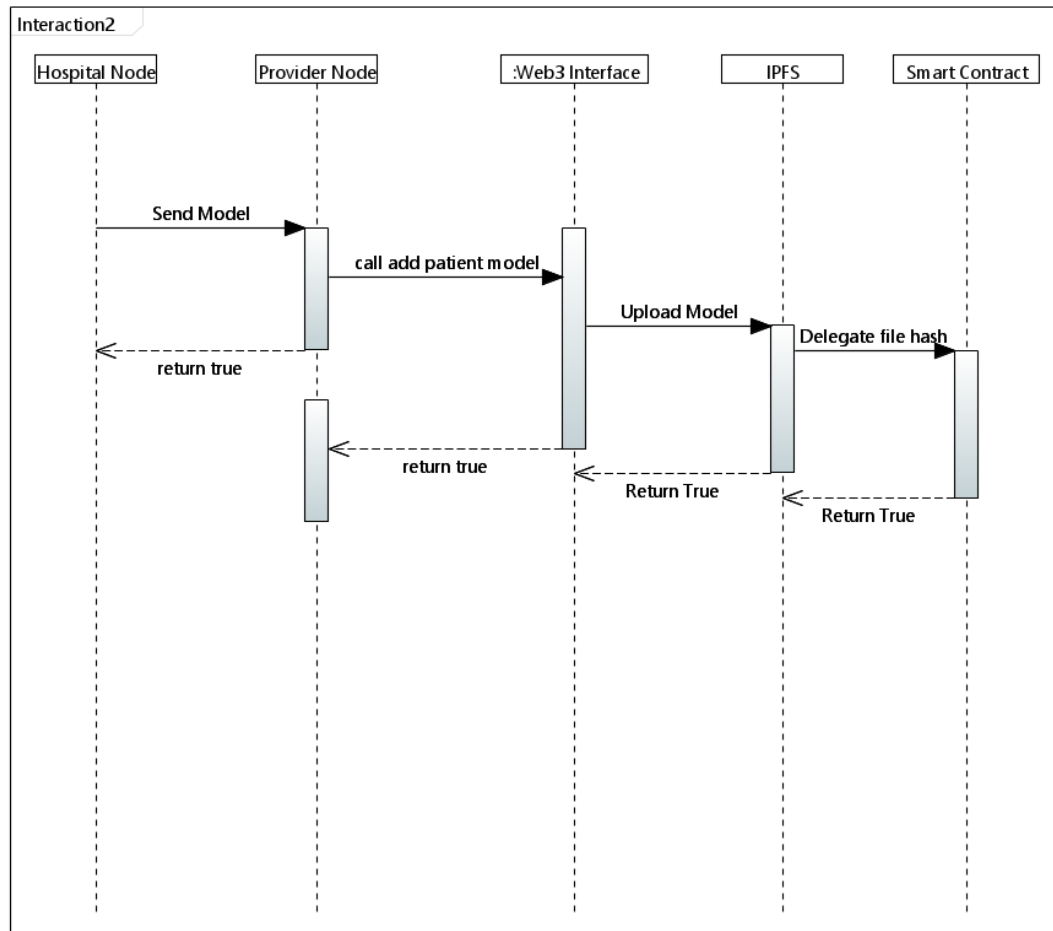 Interaction2
Hospital Node
Provider Node
:Web3 Interface
IPFS
Smart Contract
Send Model
call add patient model
Upload Model
Delegate file hash
return true
return true
Return True
Return True